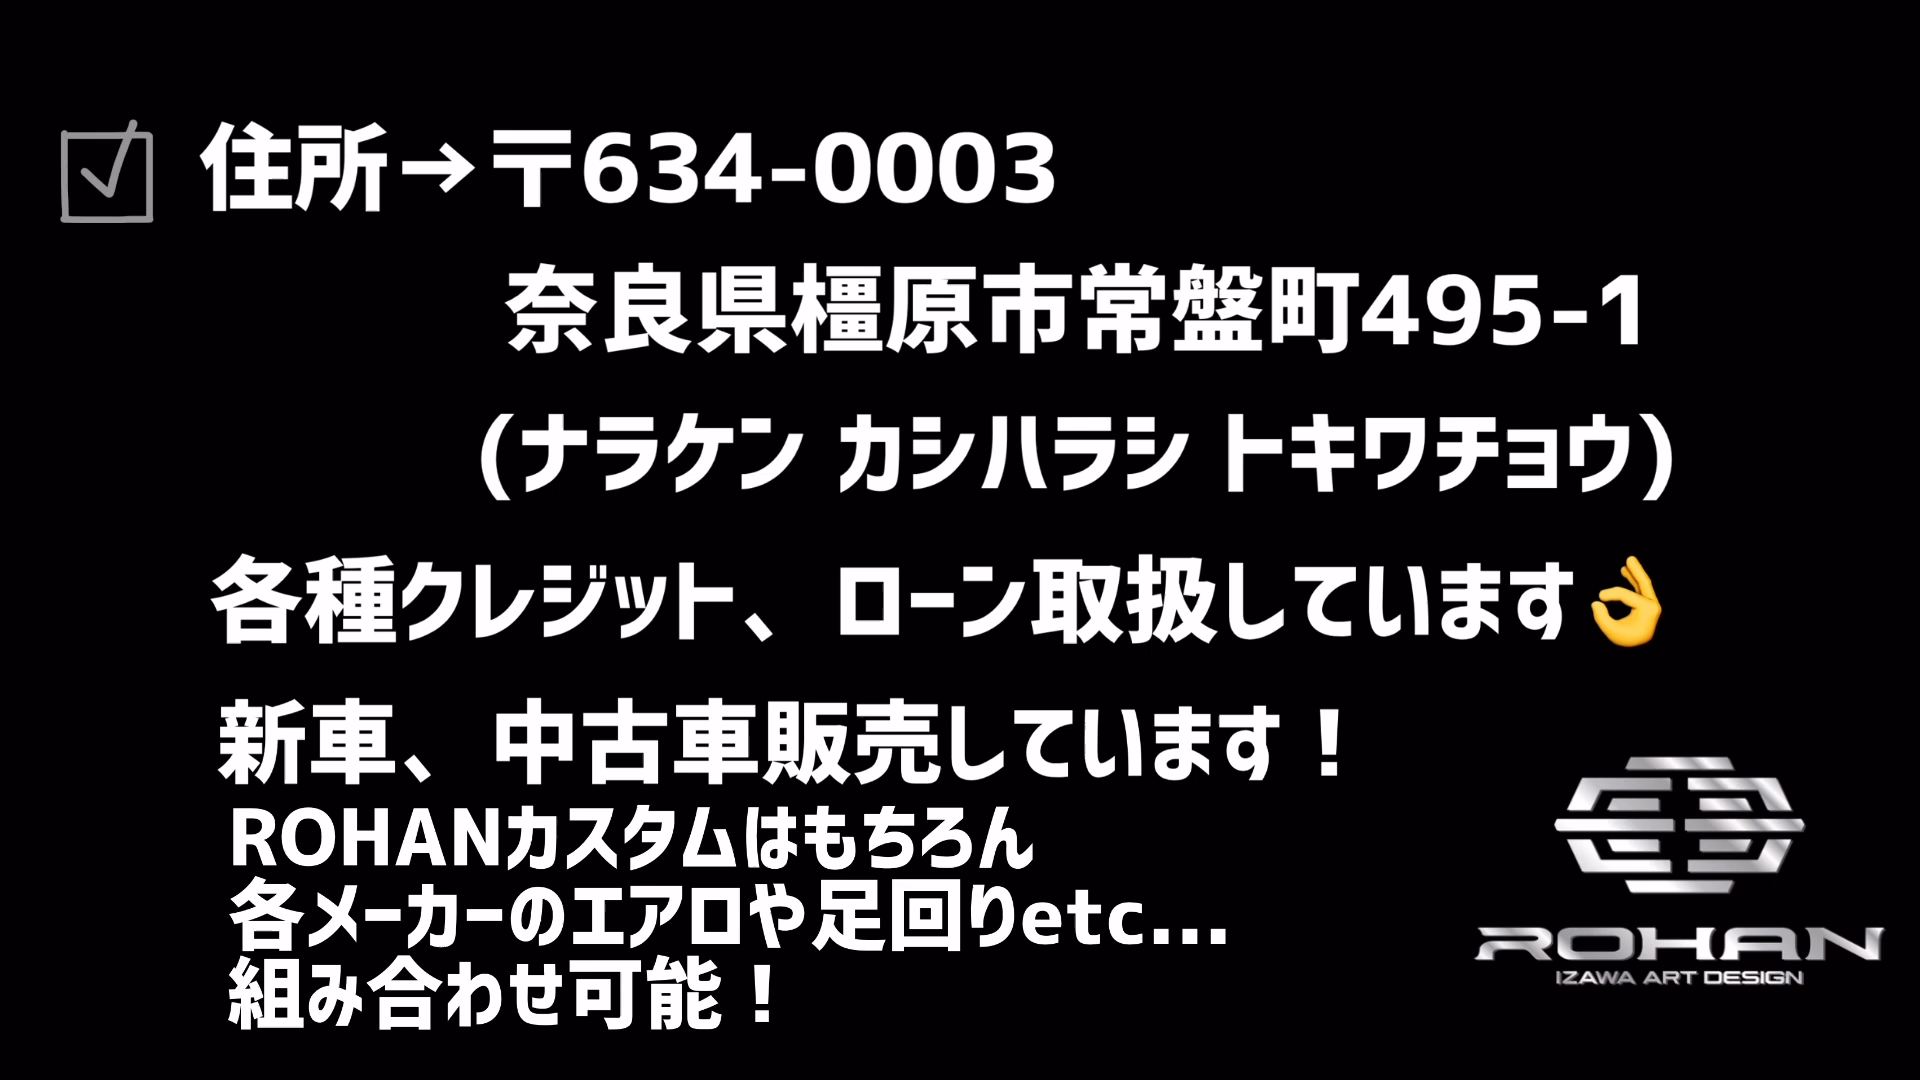 住所→〒634-0003
奈良県橿原市常盤町495-1
(ナラケン カシハラシ トキワチョウ)
各種クレジット、ローン取扱しています👌
新車、中古車販売しています！
ROHANカスタムはもちろん
各メーカーのエアロや足回りetc...
組み合わせ可能！
ROHAN
IZAWA ART DESIGN